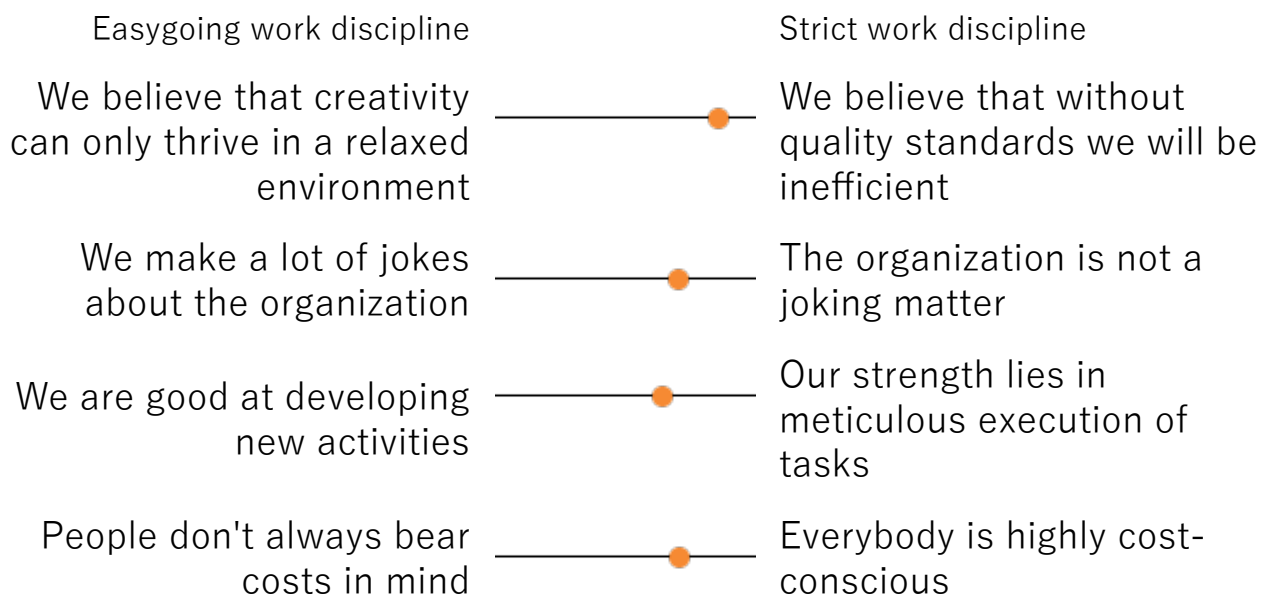 Easygoing work discipline
Strict work discipline
We believe that creativity
can only thrive in a relaxed
environment
We believe that without
quality standards we will be
inefficient
We make a lot of jokes
about the organization
The organization is not a
joking matter
We are good at developing
new activities
Our strength lies in
meticulous execution of
tasks
People don't always bear
costs in mind
Everybody is highly cost-
conscious